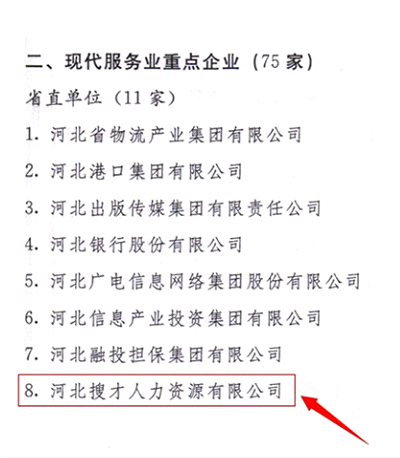 二、现代服务业重点企业（75 家）
省直单位（11 家）
1. 河北省物流产业集团有限公司
2. 河北港口集团有限公司
3. 河北出版传媒集团有限责任公司
4. 河北银行股份有限公司
5. 河北广电信息网络集团股份有限公司
6. 河北信息产业投资集团有限公司
7. 河北融投担保集团有限公司
8. 河北搜才人力资源有限公司